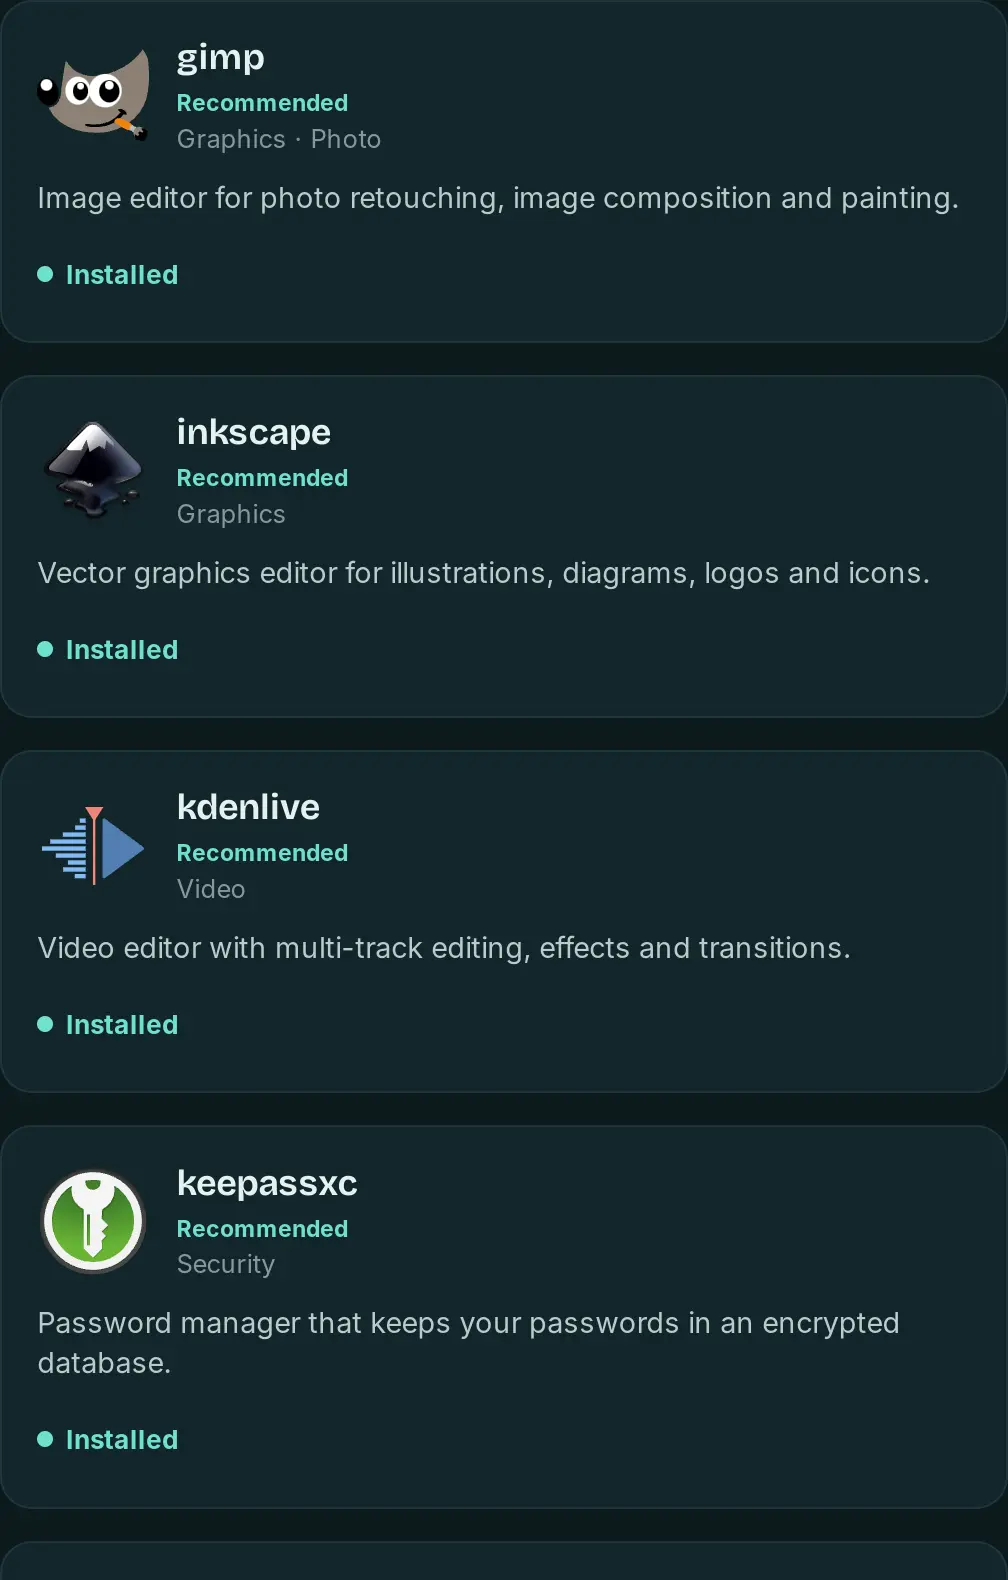 gimp
Recommended
Graphics · Photo
Image editor for photo retouching, image composition and painting.
Installed
inkscape
Recommended
Graphics
Vector graphics editor for illustrations, diagrams, logos and icons.
Installed
kdenlive
Recommended
Video
Video editor with multi-track editing, effects and transitions.
Installed
keepassxc
Recommended
Security
Password manager that keeps your passwords in an encrypted
database.
Installed